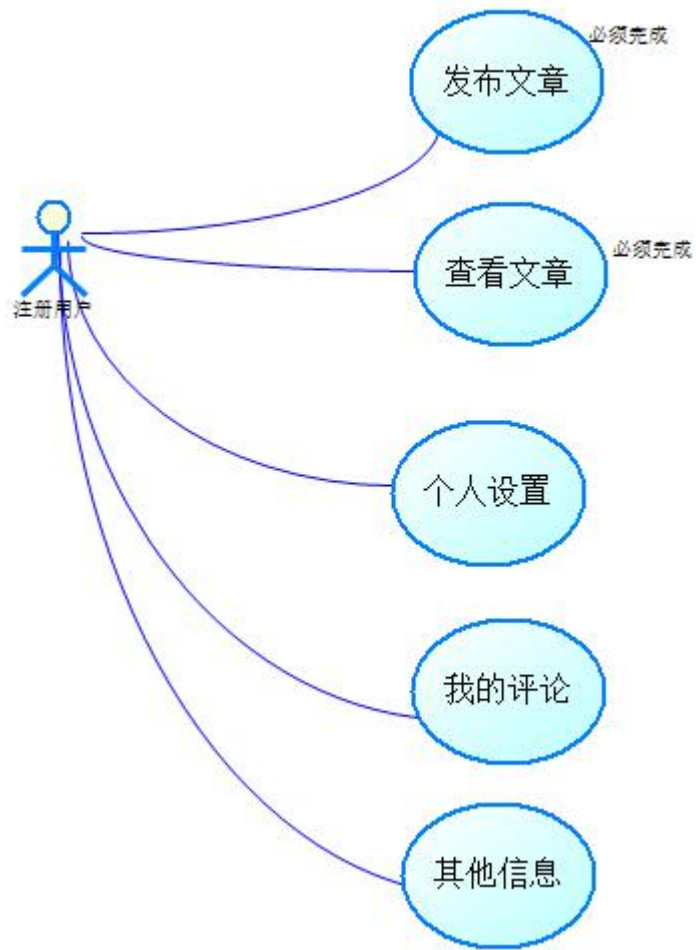 必须完成
发布文章
查看文章
必须完成
注册用户
个人设置
我的评论
其他信息